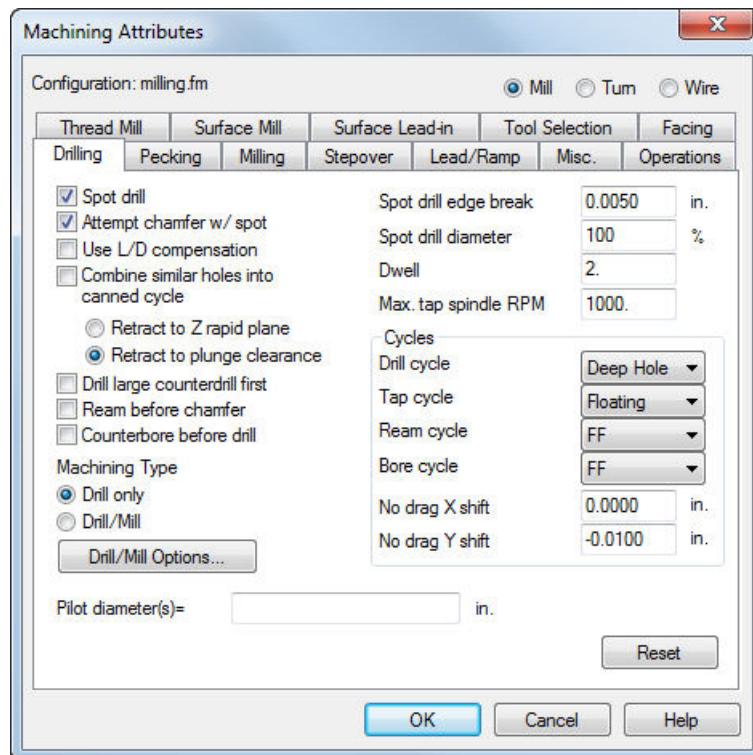 Machining Attributes
Configuration: milling.fm
Mill Turn Wire
Thread Mill Surface Mill Surface Lead-in Tool Selection Facing
Drilling Pecking Milling Stepover Lead/Ramp Misc. Operations
Spot drill
Attempt chamfer w/ spot
Use L/D compensation
Combine similar holes into
canned cycle
Retract to Z rapid plane
Retract to plunge clearance
Drill large counterdrill first
Ream before chamfer
Counterbore before drill
Machining Type
Drill only
Drill/Mill
Drill/Mill Options...
Spot drill edge break 0.0050 in.
Spot drill diameter 100 %
Dwell 2.
Max. tap spindle RPM 1000.
Cycles
Drill cycle Deep Hole
Tap cycle Floating
Ream cycle FF
Bore cycle FF
No drag X shift 0.0000 in.
No drag Y shift -0.0100 in.
Pilot diameter(s)= in.
Reset
OK Cancel Help